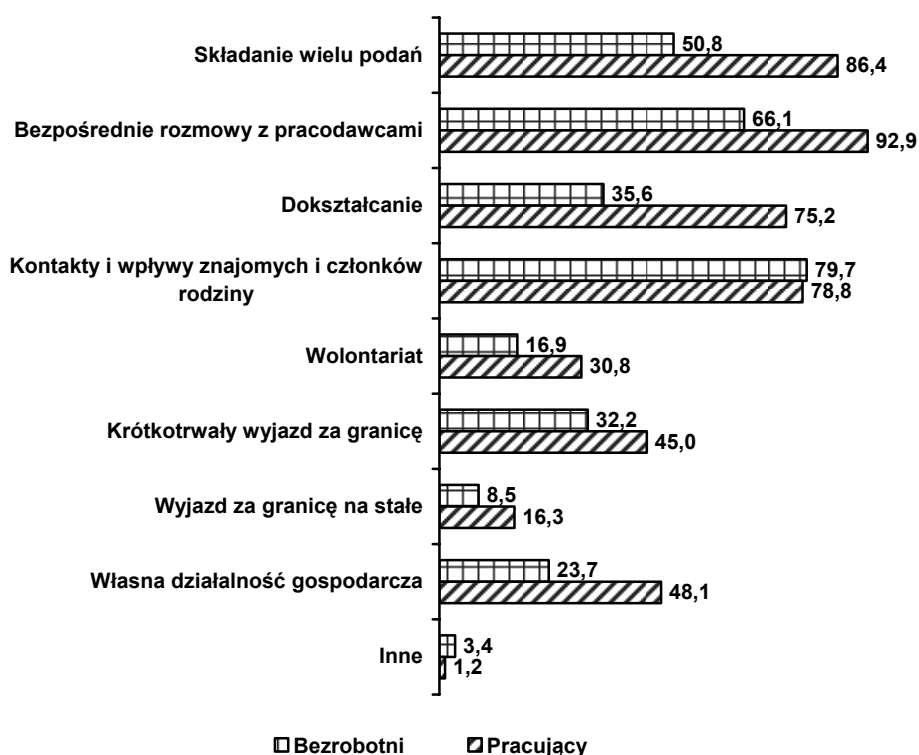 Składanie wielu podań
50,8
86,4
Bezpośrednie rozmowy z pracodawcami
66,1
92,9
Dokształcanie
35,6
75,2
Kontakty i wpływy znajomych i członków
rodziny
79,7
78,8
Wolontariat
16,9
30,8
Krótkotrwały wyjazd za granicę
32,2
45,0
Wyjazd za granicę na stałe
8,5
16,3
Własna działalność gospodarcza
23,7
48,1
Inne
3,4
1,2
Bezrobotni
Pracujący